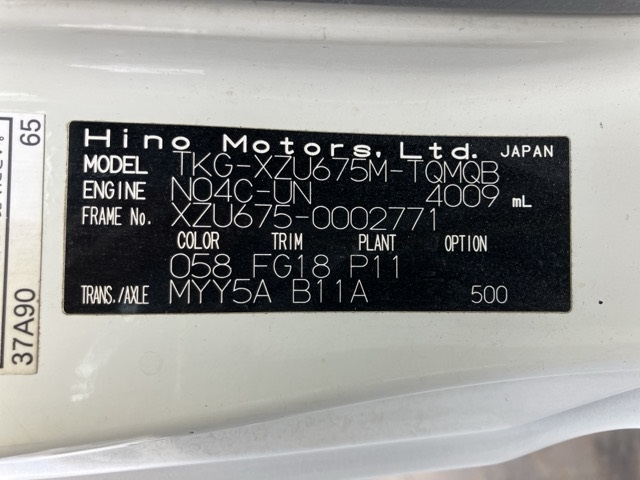 Hino Motors, Ltd. JAPAN
MODEL TKG-XZU675M-TQMQB
ENGINE N04C-UN 4009 mL
FRAME No. XZU675-0002771
COLOR TRIM PLANT OPTION
058 FG18 P11
TRANS./AXLE MYY5A B11A 500
37A90 65